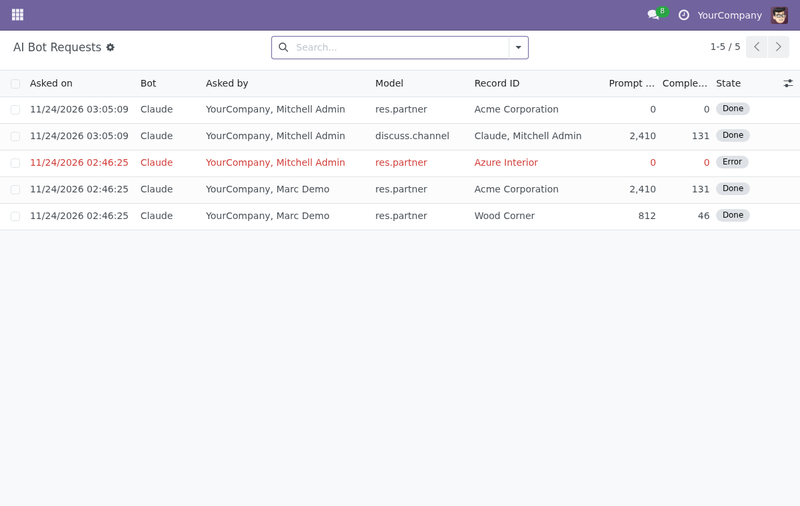 8 YourCompany
AI Bot Requests Search... 1-5 / 5
Asked on Bot Asked by Model Record ID Prompt ... Comple... State
11/24/2026 03:05:09 Claude YourCompany, Mitchell Admin res.partner Acme Corporation 0 0 Done
11/24/2026 03:05:09 Claude YourCompany, Mitchell Admin discuss.channel Claude, Mitchell Admin 2,410 131 Done
11/24/2026 02:46:25 Claude YourCompany, Mitchell Admin res.partner Azure Interior 0 0 Error
11/24/2026 02:46:25 Claude YourCompany, Marc Demo res.partner Acme Corporation 2,410 131 Done
11/24/2026 02:46:25 Claude YourCompany, Marc Demo res.partner Wood Corner 812 46 Done